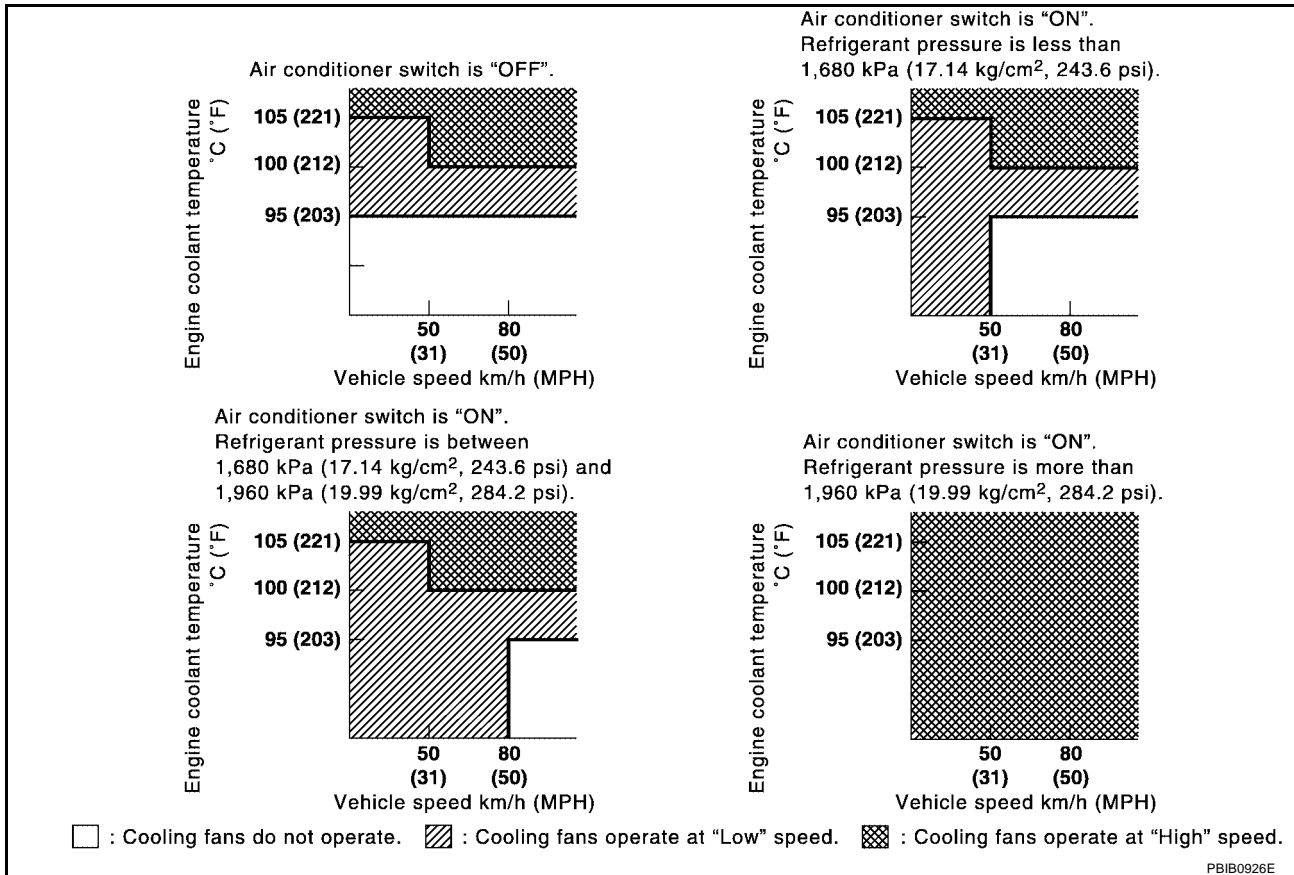 Air conditioner switch is “OFF”.
Engine coolant temperature
°C (°F)
105 (221)
100 (212)
95 (203)
50
(31)
80
(50)
Vehicle speed km/h (MPH)
Air conditioner switch is “ON”.
Refrigerant pressure is less than
1,680 kPa (17.14 kg/cm², 243.6 psi).
Engine coolant temperature
°C (°F)
105 (221)
100 (212)
95 (203)
50
(31)
80
(50)
Vehicle speed km/h (MPH)
Air conditioner switch is “ON”.
Refrigerant pressure is between
1,680 kPa (17.14 kg/cm², 243.6 psi) and
1,960 kPa (19.99 kg/cm², 284.2 psi).
Engine coolant temperature
°C (°F)
105 (221)
100 (212)
95 (203)
50
(31)
80
(50)
Vehicle speed km/h (MPH)
Air conditioner switch is “ON”.
Refrigerant pressure is more than
1,960 kPa (19.99 kg/cm², 284.2 psi).
Engine coolant temperature
°C (°F)
105 (221)
100 (212)
95 (203)
50
(31)
80
(50)
Vehicle speed km/h (MPH)
: Cooling fans do not operate.
: Cooling fans operate at “Low” speed.
: Cooling fans operate at “High” speed.
PBIB0926E